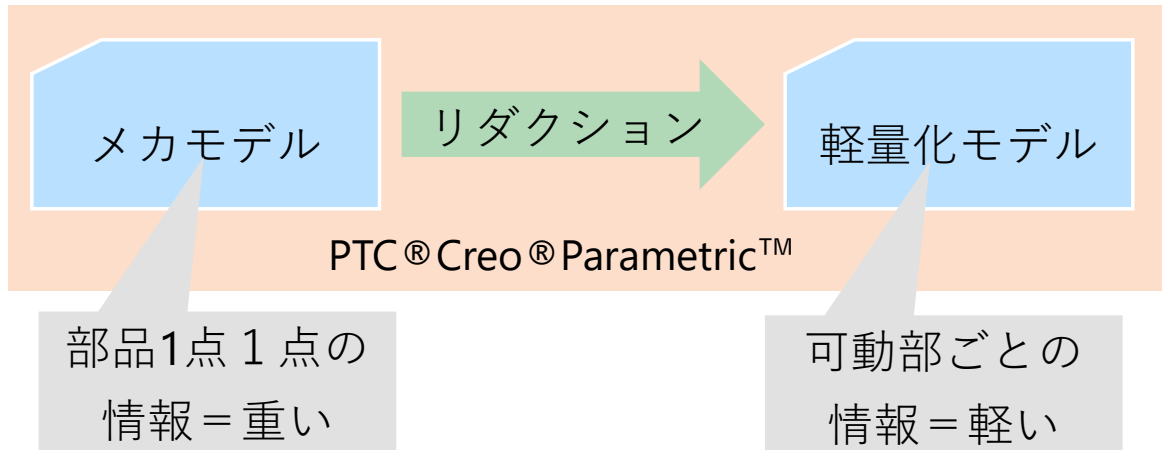 メカモデル
リダクション
軽量化モデル
PTC®Creo®Parametric™
部品1点１点の
情報＝重い
可動部ごとの
情報＝軽い